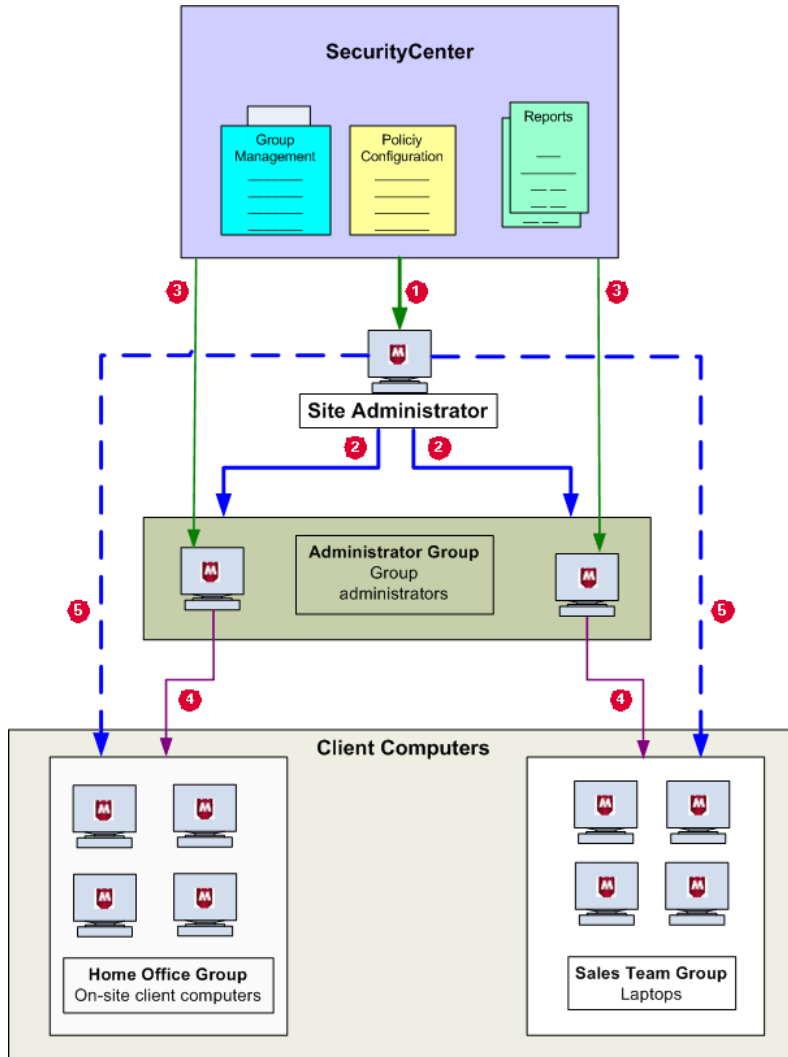 SecurityCenter
Group
Management
Policiy
Configuration
Reports
3
1
3
M
Site Administrator
2
2
M
Administrator Group
Group
administrators
M
5
5
4
4
Client Computers
M
M
M
M
M
M
M
M
Home Office Group
On-site client computers
Sales Team Group
Laptops